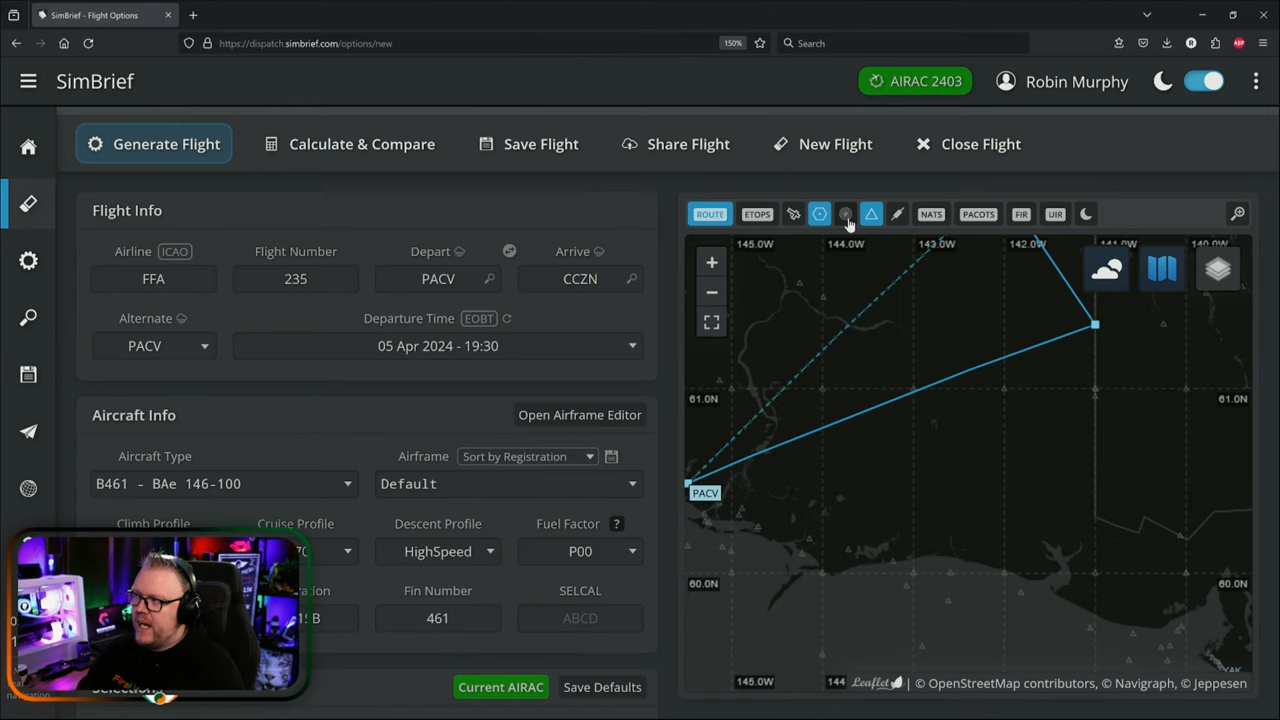 SimBrief - Flight Options
https://dispatch.simbrief.com/options/new
150%
Search
SimBrief
AIRAC 2403
Robin Murphy
Generate Flight
Calculate & Compare
Save Flight
Share Flight
New Flight
Close Flight
Flight Info
Airline ICAO
Flight Number
Depart
Arrive
FFA
235
PACV
CCZN
Alternate
Departure Time EOBT
PACV
05 Apr 2024 - 19:30
Aircraft Info
Open Airframe Editor
Aircraft Type
Airframe
Sort by Registration
B461 - BAe 146-100
Default
Climb Profile
Cruise Profile
Descent Profile
Fuel Factor ?
HighSpeed
P00
Fin Number
SELCAL
461
ABCD
Current AIRAC
Save Defaults
ROUTE
ETOPS
NATS
PACOTS
FIR
UIR
145.0W
144.0W
143.0W
142.0W
141.0W
140.0W
+
−
61.0N
61.0N
PACV
60.0N
60.0N
145.0W
144
Leaflet | © OpenStreetMap contributors, © Navigraph, © Jeppesen